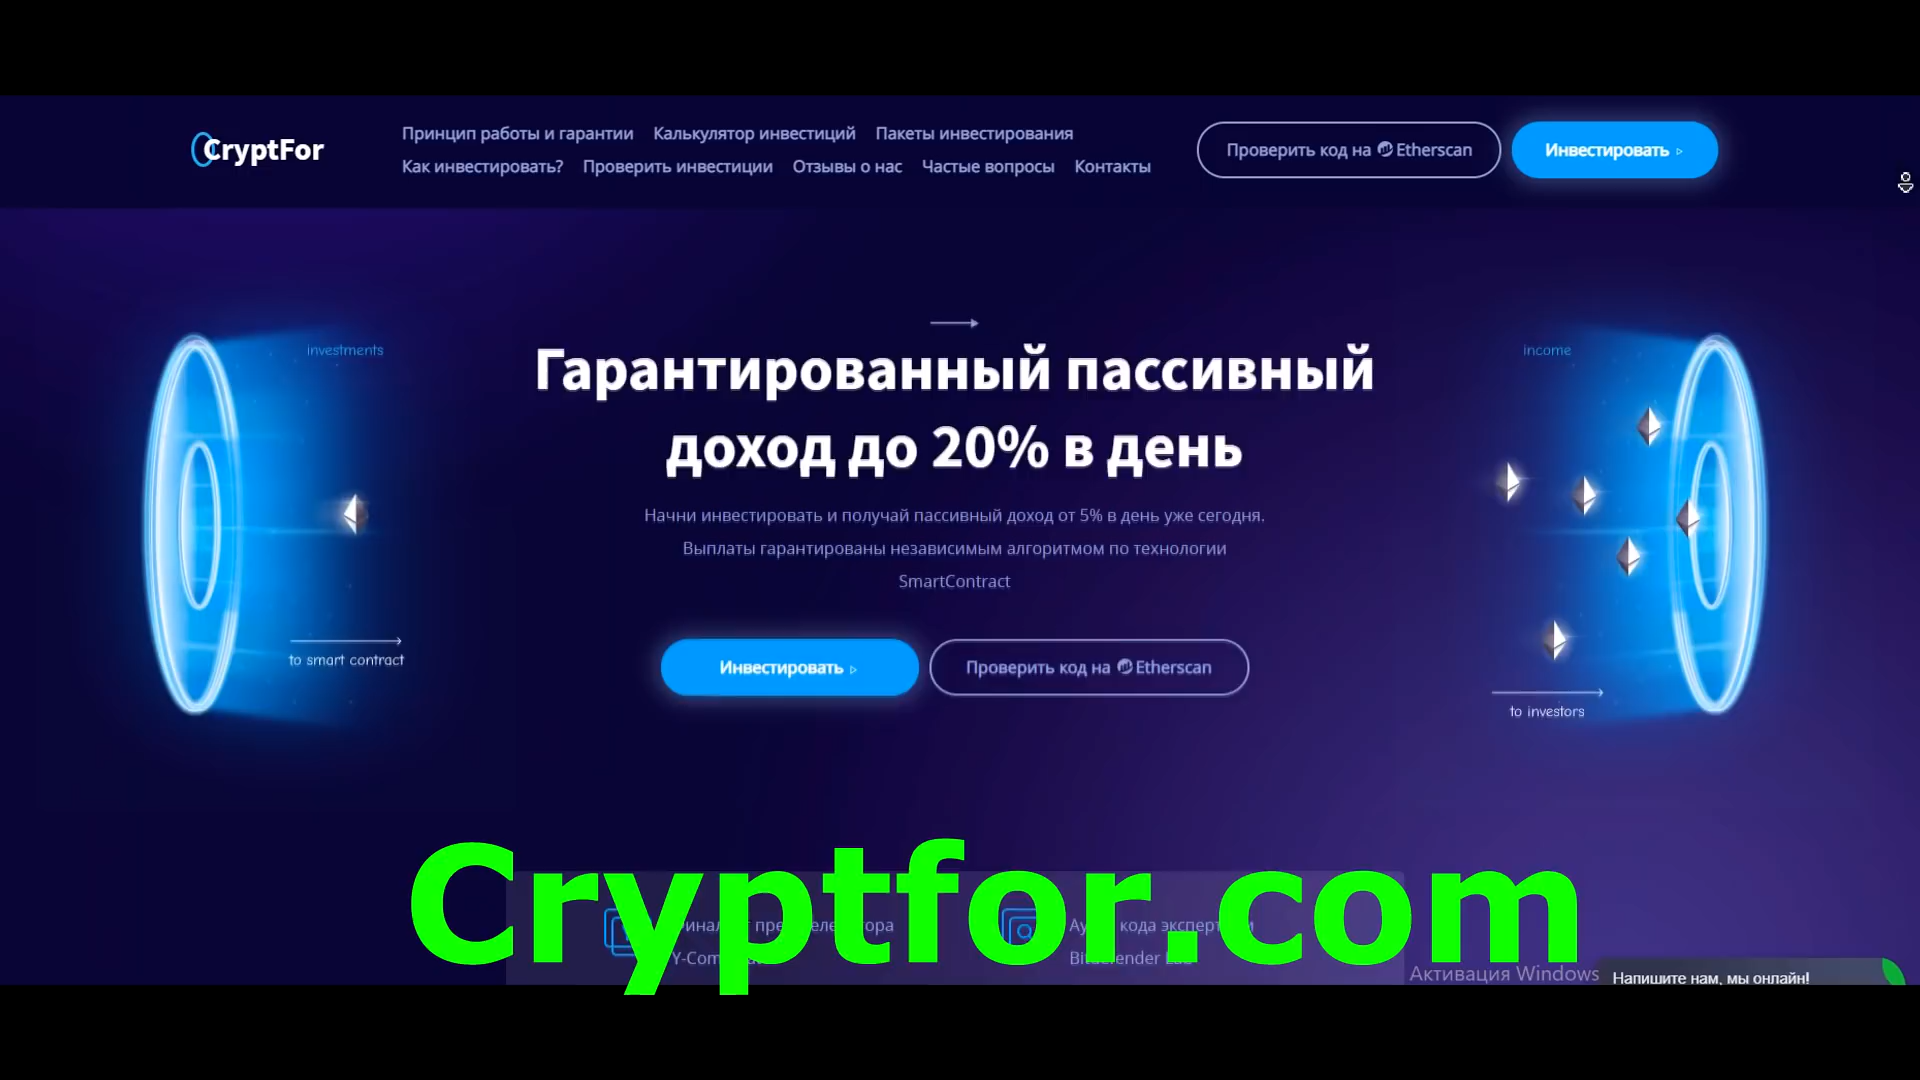 CryptFor
Принцип работы и гарантии Калькулятор инвестиций Пакеты инвестирования
Как инвестировать? Проверить инвестиции Отзывы о нас Частые вопросы Контакты
Проверить код на Etherscan
Инвестировать
investments
income
Гарантированный пассивный
доход до 20% в день
Начни инвестировать и получай пассивный доход от 5% в день уже сегодня.
Выплаты гарантированы независимым алгоритмом по технологии
SmartContract
to smart contract
Инвестировать
Проверить код на Etherscan
to investors
Cryptfor.com
кода
Активация Windows
Напишите нам, мы онлайн!